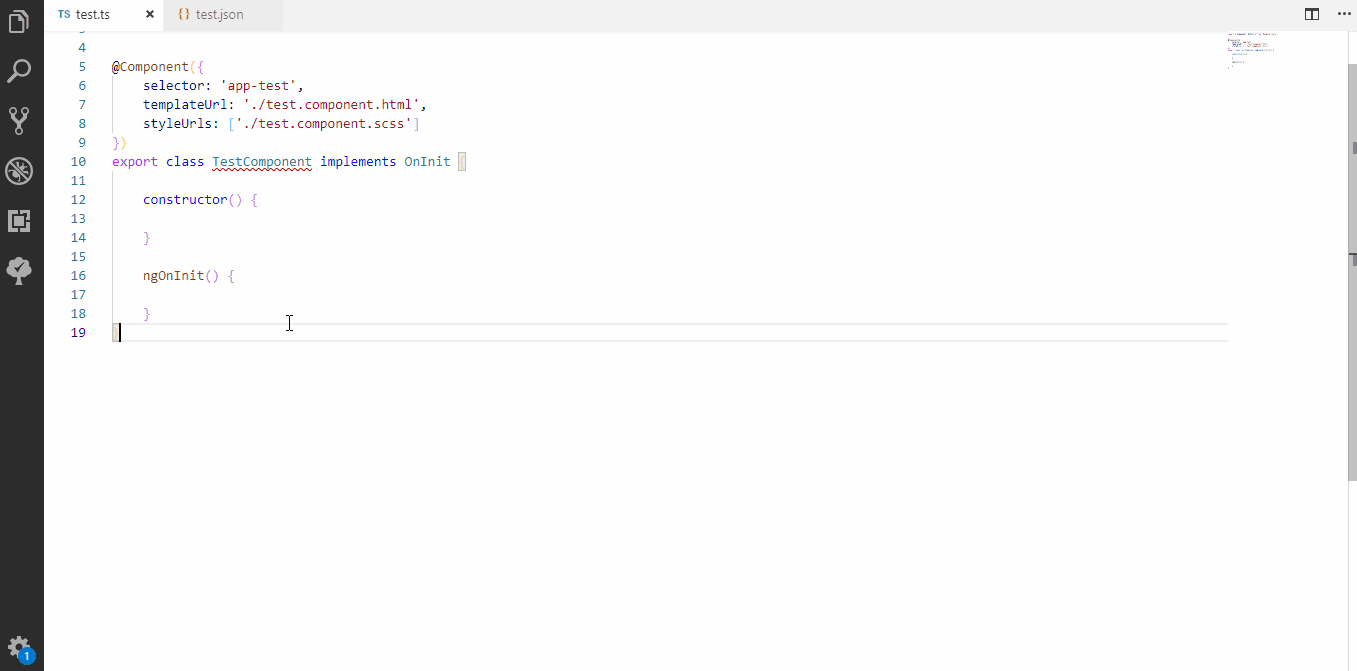 TS test.ts × {} test.json
4
5 @Component({
6     selector: 'app-test',
7     templateUrl: './test.component.html',
8     styleUrls: ['./test.component.scss']
9 })
10 export class TestComponent implements OnInit {
11
12     constructor() {
13
14     }
15
16     ngOnInit() {
17
18     }
19 }
1